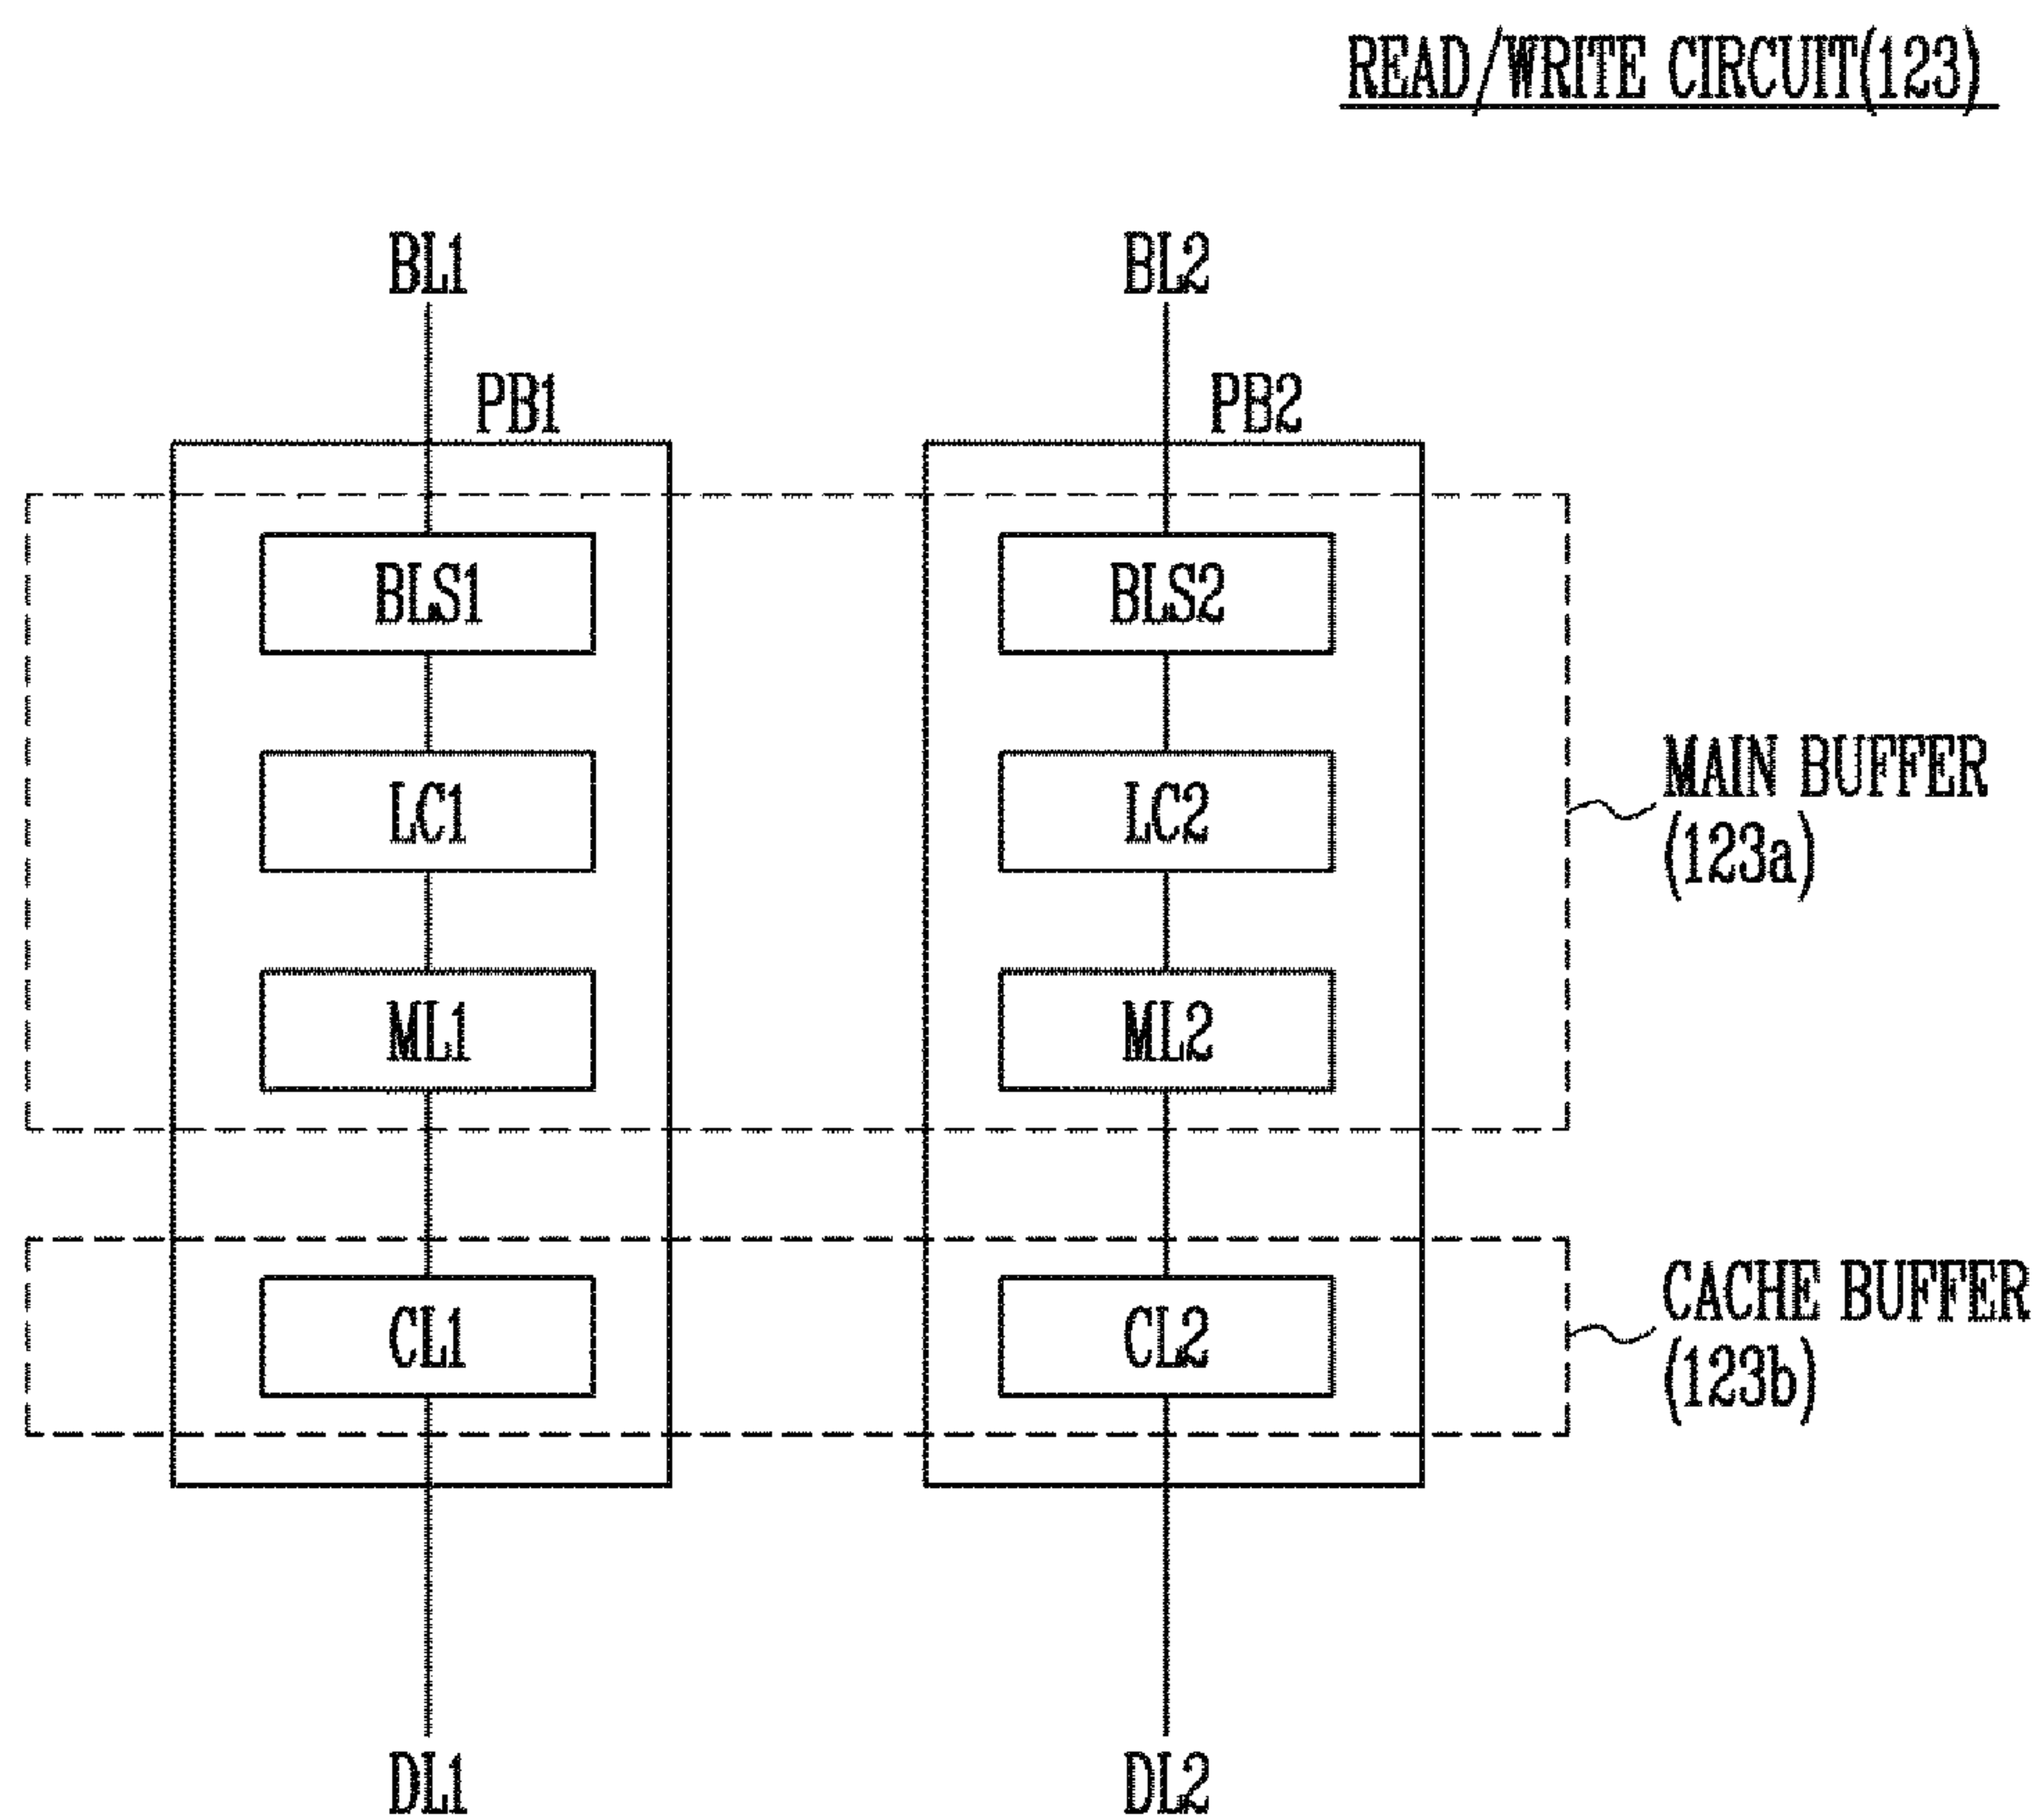 READ/WRITE CIRCUIT(123)
BL1 BL2
PB1 PB2
BLS1 BLS2
LC1 LC2
MAIN BUFFER
(123a)
ML1 ML2
CL1 CL2
CACHE BUFFER
(123b)
DL1 DL2